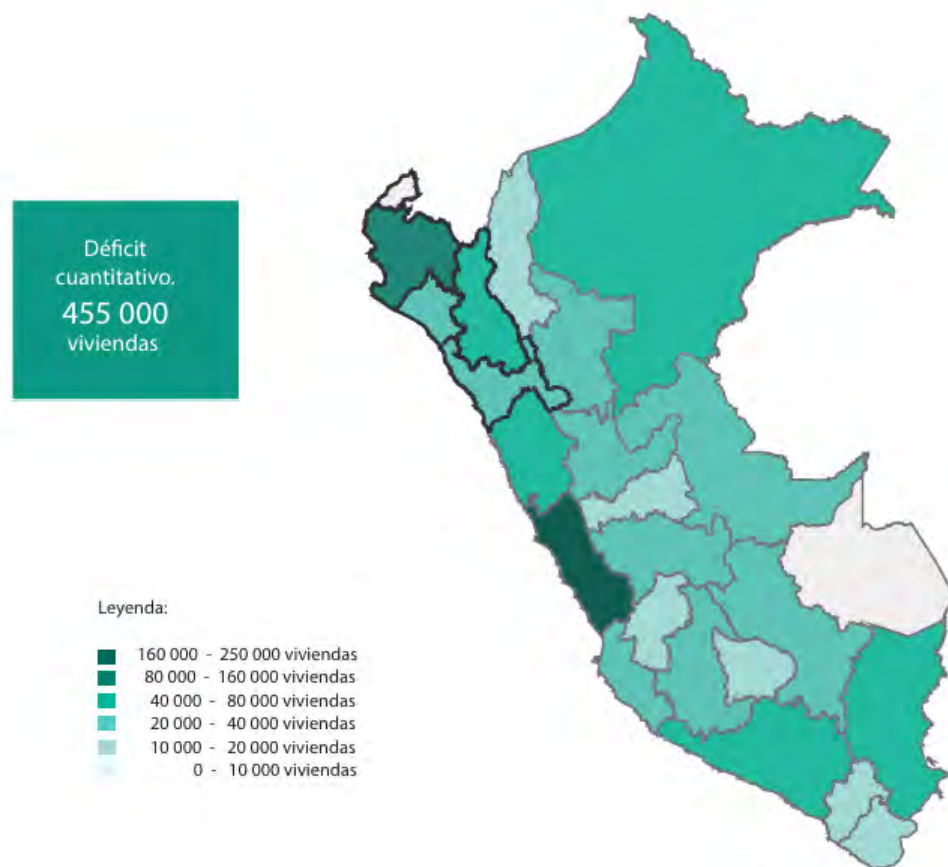 Déficit
cuantitativo.
455 000
viviendas
Leyenda:
160 000 - 250 000 viviendas
80 000 - 160 000 viviendas
40 000 - 80 000 viviendas
20 000 - 40 000 viviendas
10 000 - 20 000 viviendas
0 - 10 000 viviendas